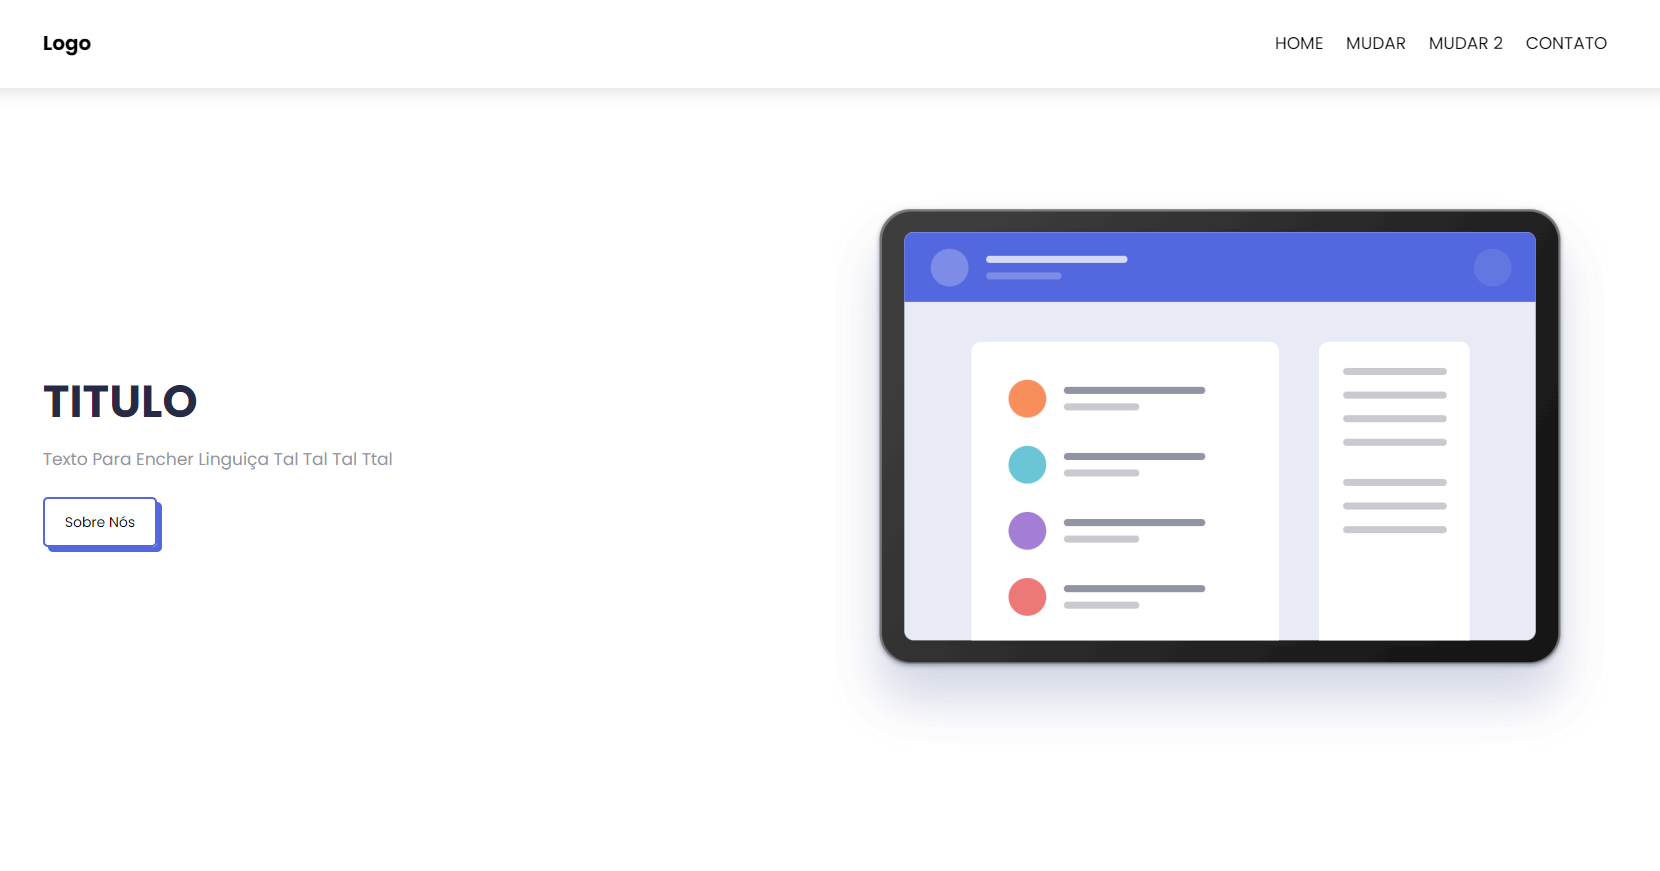 Logo
HOME MUDAR MUDAR 2 CONTATO
TITULO
Texto Para Encher Linguiça Tal Tal Tal Ttal
Sobre Nós